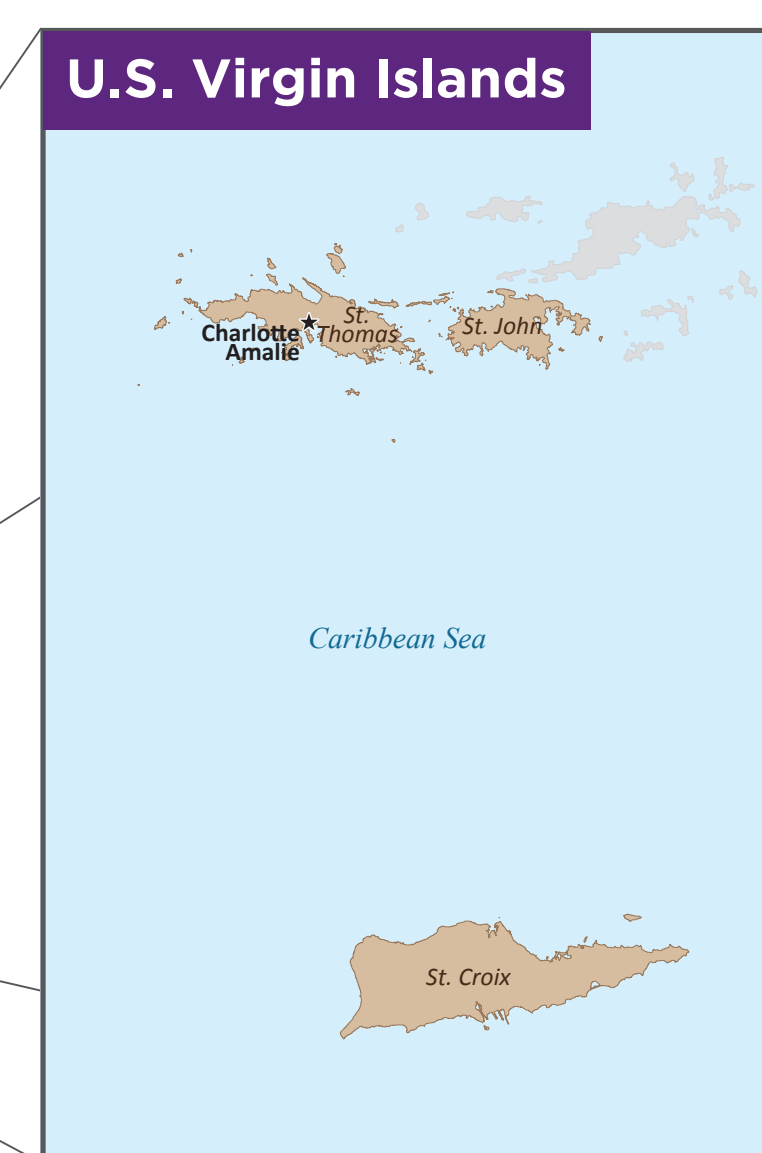 U.S. Virgin Islands
St.
Thomas
St. John
Charlotte
Amalie
Caribbean Sea
St. Croix